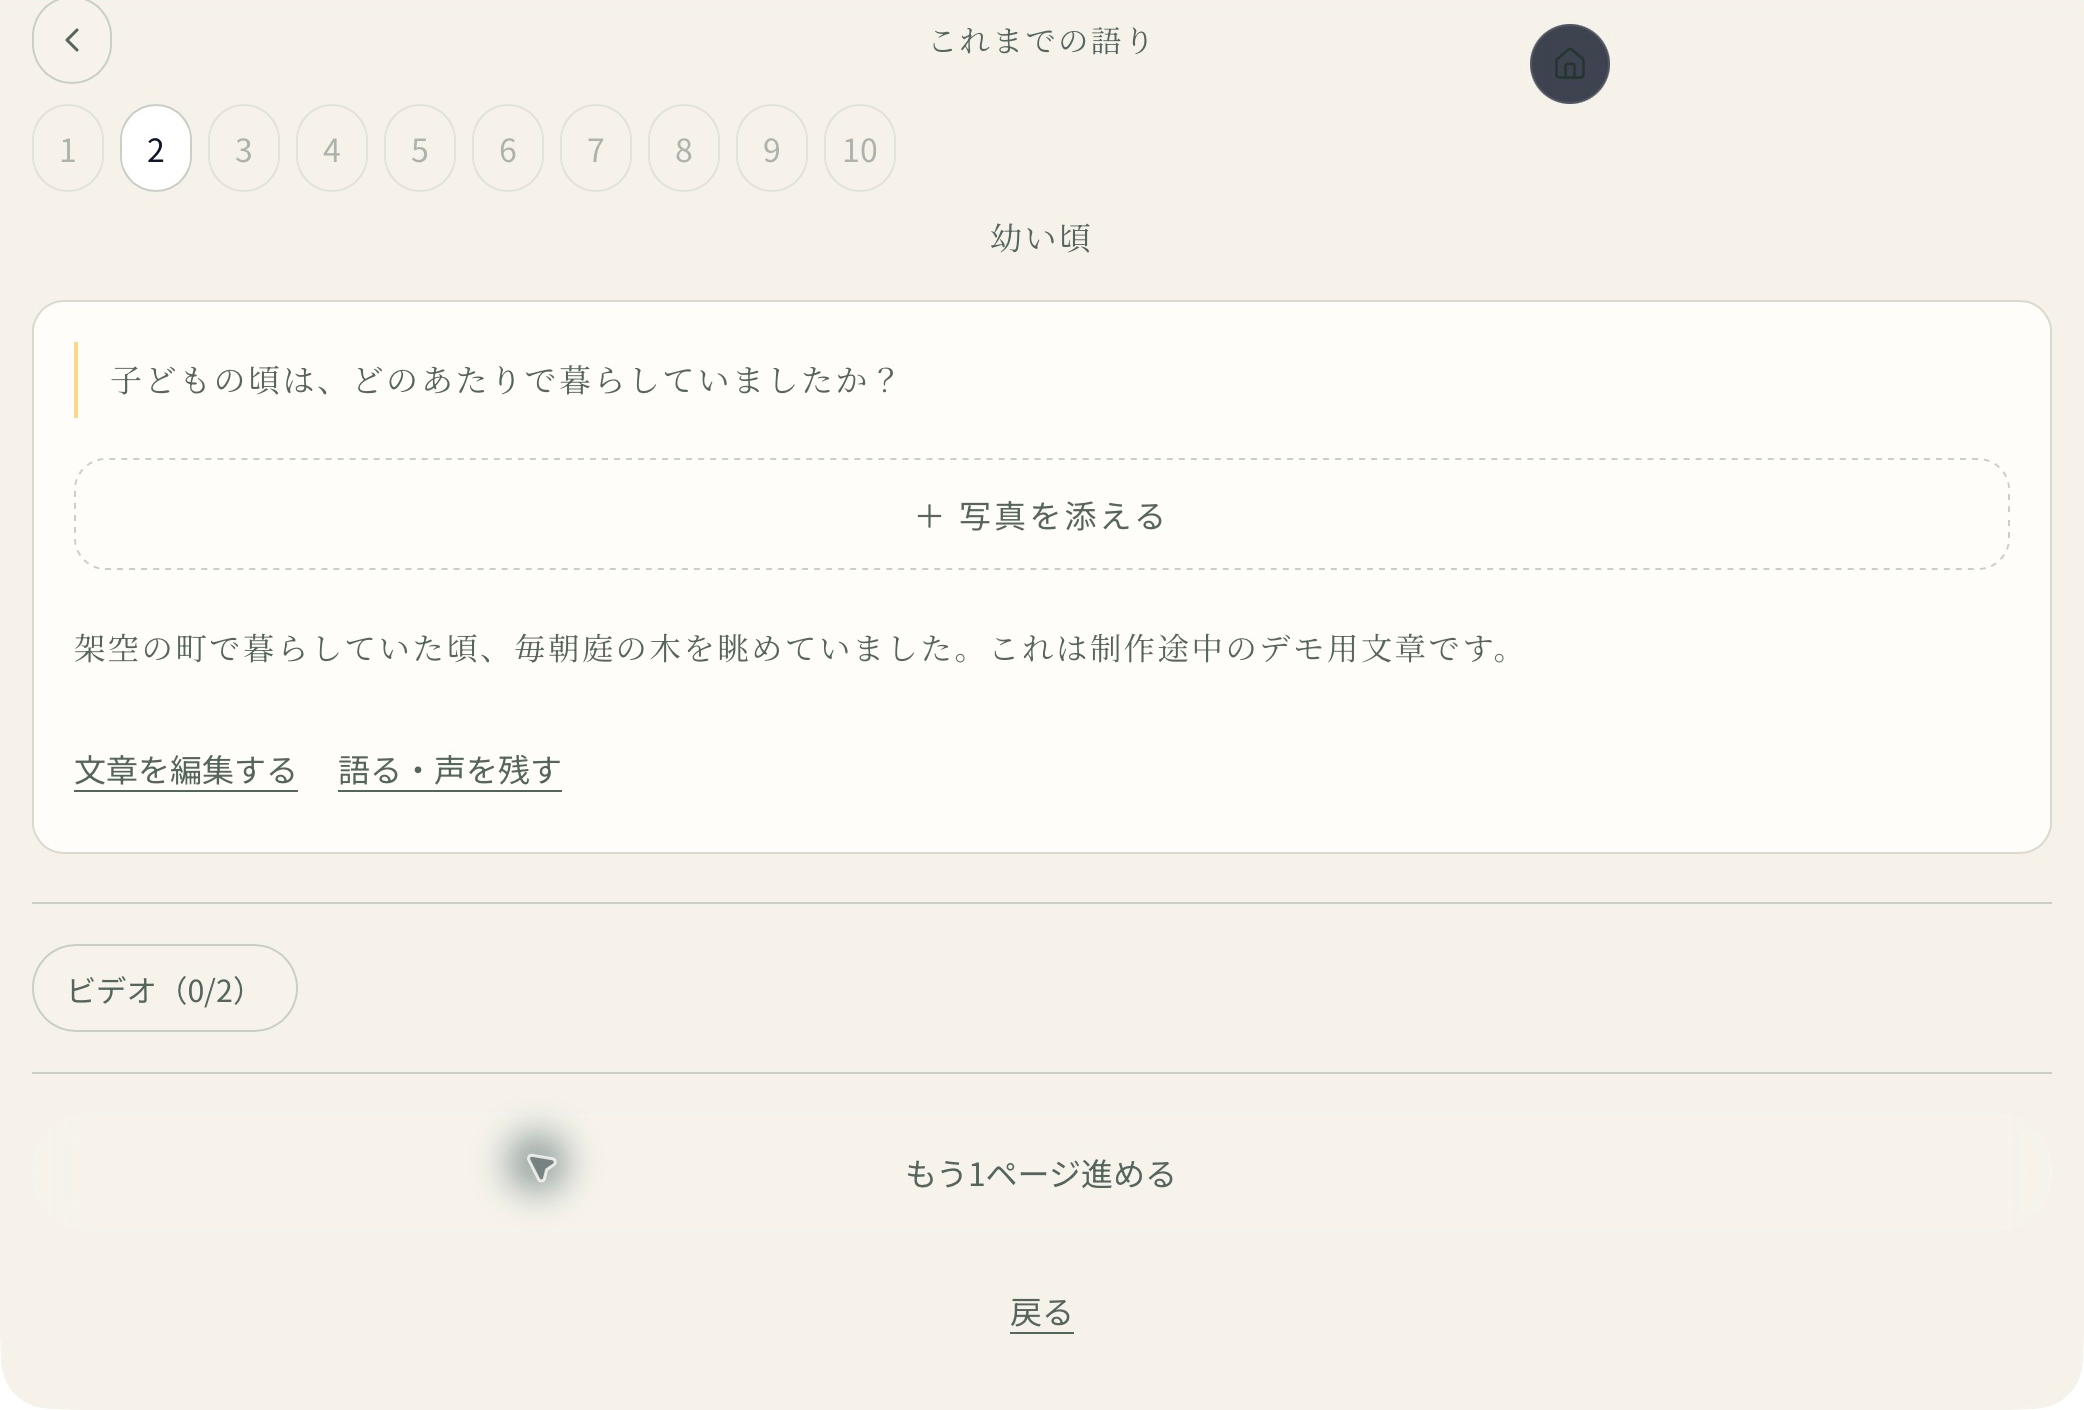 これまでの語り
1 2 3 4 5 6 7 8 9 10
幼い頃
子どもの頃は、どのあたりで暮らしていましたか？
＋ 写真を添える
架空の町で暮らしていた頃、毎朝庭の木を眺めていました。これは制作途中のデモ用文章です。
文章を編集する 語る・声を残す
ビデオ（0/2）
もう1ページ進める
戻る